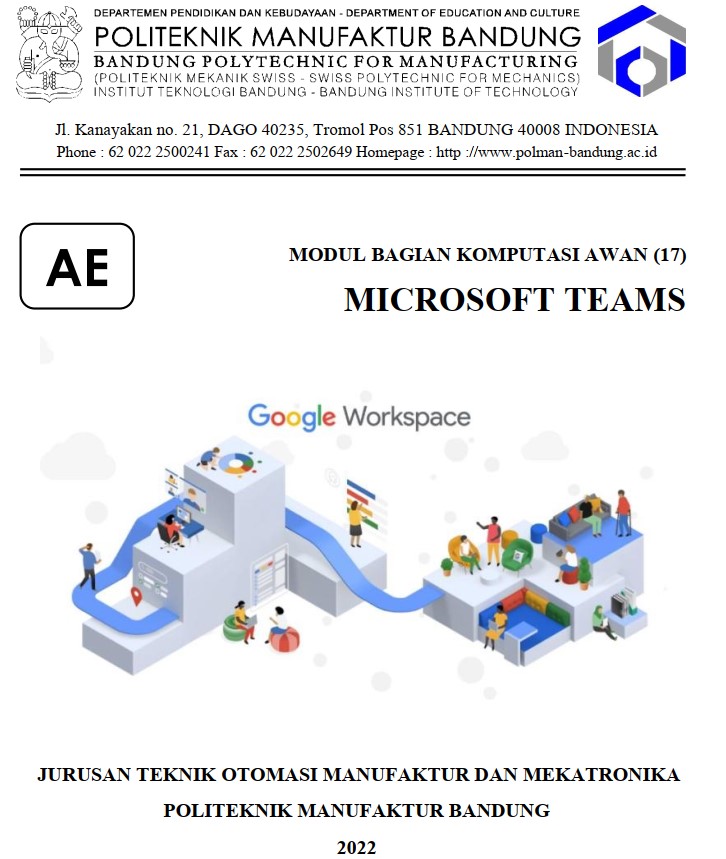 DEPARTEMEN PENDIDIKAN DAN KEBUDAYAAN - DEPARTMENT OF EDUCATION AND CULTURE
POLITEKNIK MANUFAKTUR BANDUNG
BANDUNG POLYTECHNIC FOR MANUFACTURING
(POLITEKNIK MEKANIK SWISS - SWISS POLYTECHNIC FOR MECHANICS)
INSTITUT TEKNOLOGI BANDUNG - BANDUNG INSTITUTE OF TECHNOLOGY
Jl. Kanayakan no. 21, DAGO 40235, Tromol Pos 851 BANDUNG 40008 INDONESIA
Phone : 62 022 2500241 Fax : 62 022 2502649 Homepage : http ://www.polman-bandung.ac.id
AE
MODUL BAGIAN KOMPUTASI AWAN (17)
MICROSOFT TEAMS
Google Workspace
JURUSAN TEKNIK OTOMASI MANUFAKTUR DAN MEKATRONIKA
POLITEKNIK MANUFAKTUR BANDUNG
2022